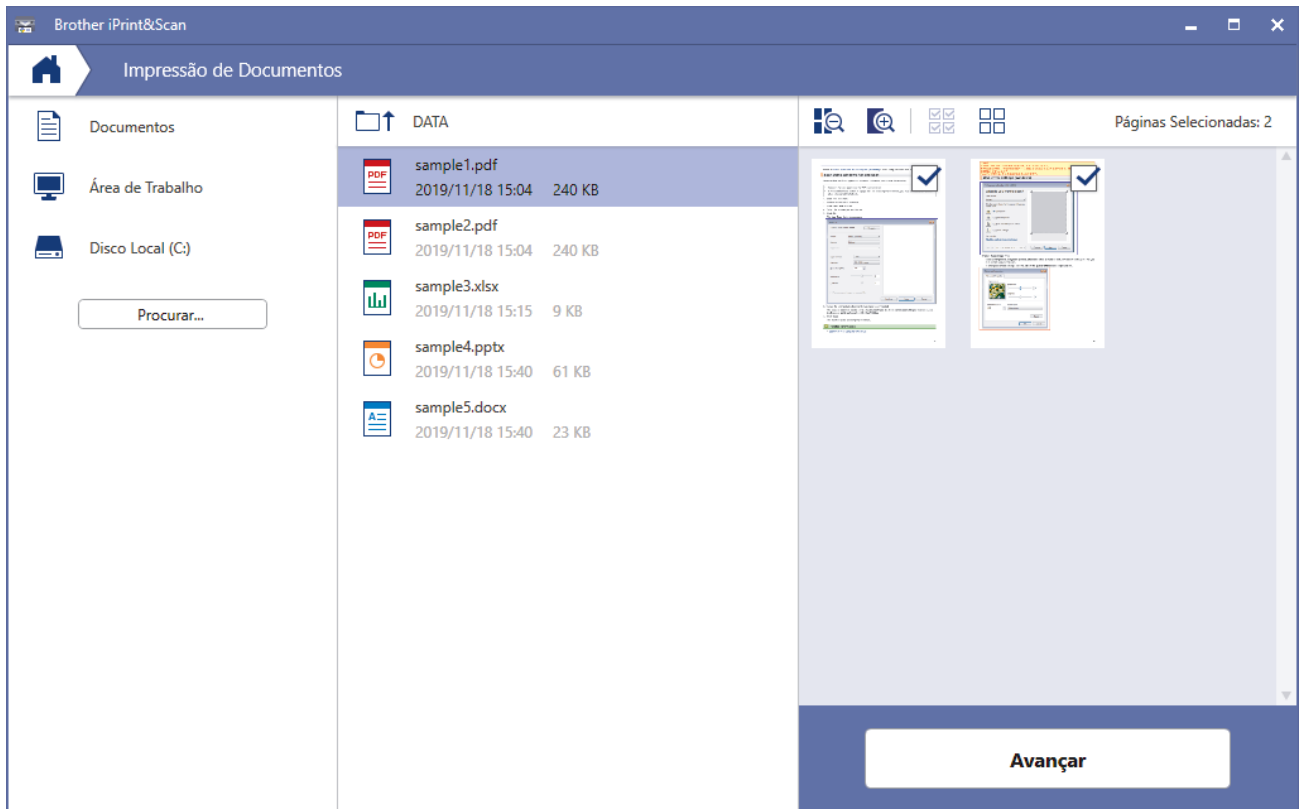 Brother iPrint&Scan
Impressão de Documentos
Documentos
Área de Trabalho
Disco Local (C:)
Procurar...
DATA
PDF
sample1.pdf
2019/11/18 15:04 240 KB
PDF
sample2.pdf
2019/11/18 15:04 240 KB
sample3.xlsx
2019/11/18 15:15 9 KB
sample4.pptx
2019/11/18 15:40 61 KB
A
sample5.docx
2019/11/18 15:40 23 KB
Páginas Selecionadas: 2
Avançar